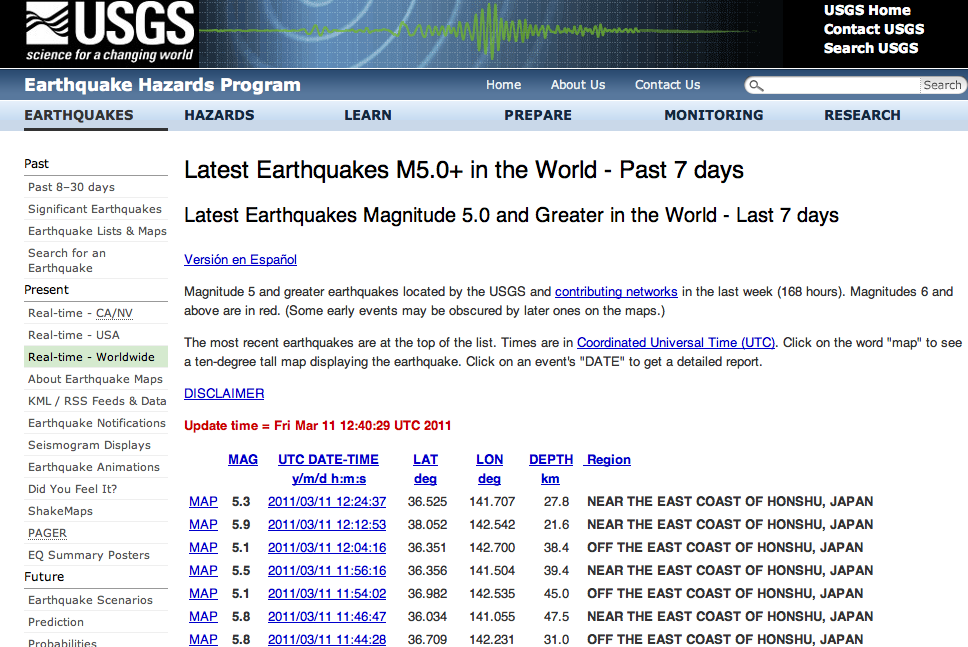 USGS
science for a changing world
USGS Home
Contact USGS
Search USGS
Earthquake Hazards Program
Home About Us Contact Us Search
EARTHQUAKES HAZARDS LEARN PREPARE MONITORING RESEARCH
Past
Past 8–30 days
Significant Earthquakes
Earthquake Lists & Maps
Search for an
Earthquake
Present
Real-time - CA/NV
Real-time - USA
Real-time - Worldwide
About Earthquake Maps
KML / RSS Feeds & Data
Earthquake Notifications
Seismogram Displays
Earthquake Animations
Did You Feel It?
ShakeMaps
PAGER
EQ Summary Posters
Future
Earthquake Scenarios
Prediction
Probabilities
Latest Earthquakes M5.0+ in the World - Past 7 days
Latest Earthquakes Magnitude 5.0 and Greater in the World - Last 7 days
Versión en Español
Magnitude 5 and greater earthquakes located by the USGS and contributing networks in the last week (168 hours). Magnitudes 6 and
above are in red. (Some early events may be obscured by later ones on the maps.)
The most recent earthquakes are at the top of the list. Times are in Coordinated Universal Time (UTC). Click on the word "map" to see
a ten-degree tall map displaying the earthquake. Click on an event's "DATE" to get a detailed report.
DISCLAIMER
Update time = Fri Mar 11 12:40:29 UTC 2011
MAG UTC DATE-TIME LAT LON DEPTH Region
y/m/d h:m:s deg deg km
MAP 5.3 2011/03/11 12:24:37 36.525 141.707 27.8 NEAR THE EAST COAST OF HONSHU, JAPAN
MAP 5.9 2011/03/11 12:12:53 38.052 142.542 21.6 NEAR THE EAST COAST OF HONSHU, JAPAN
MAP 5.1 2011/03/11 12:04:16 36.351 142.700 38.4 OFF THE EAST COAST OF HONSHU, JAPAN
MAP 5.5 2011/03/11 11:56:16 36.356 141.504 39.4 NEAR THE EAST COAST OF HONSHU, JAPAN
MAP 5.1 2011/03/11 11:54:02 36.982 142.535 45.0 OFF THE EAST COAST OF HONSHU, JAPAN
MAP 5.8 2011/03/11 11:46:47 36.034 141.055 47.5 NEAR THE EAST COAST OF HONSHU, JAPAN
MAP 5.8 2011/03/11 11:44:28 36.709 142.231 31.0 OFF THE EAST COAST OF HONSHU, JAPAN